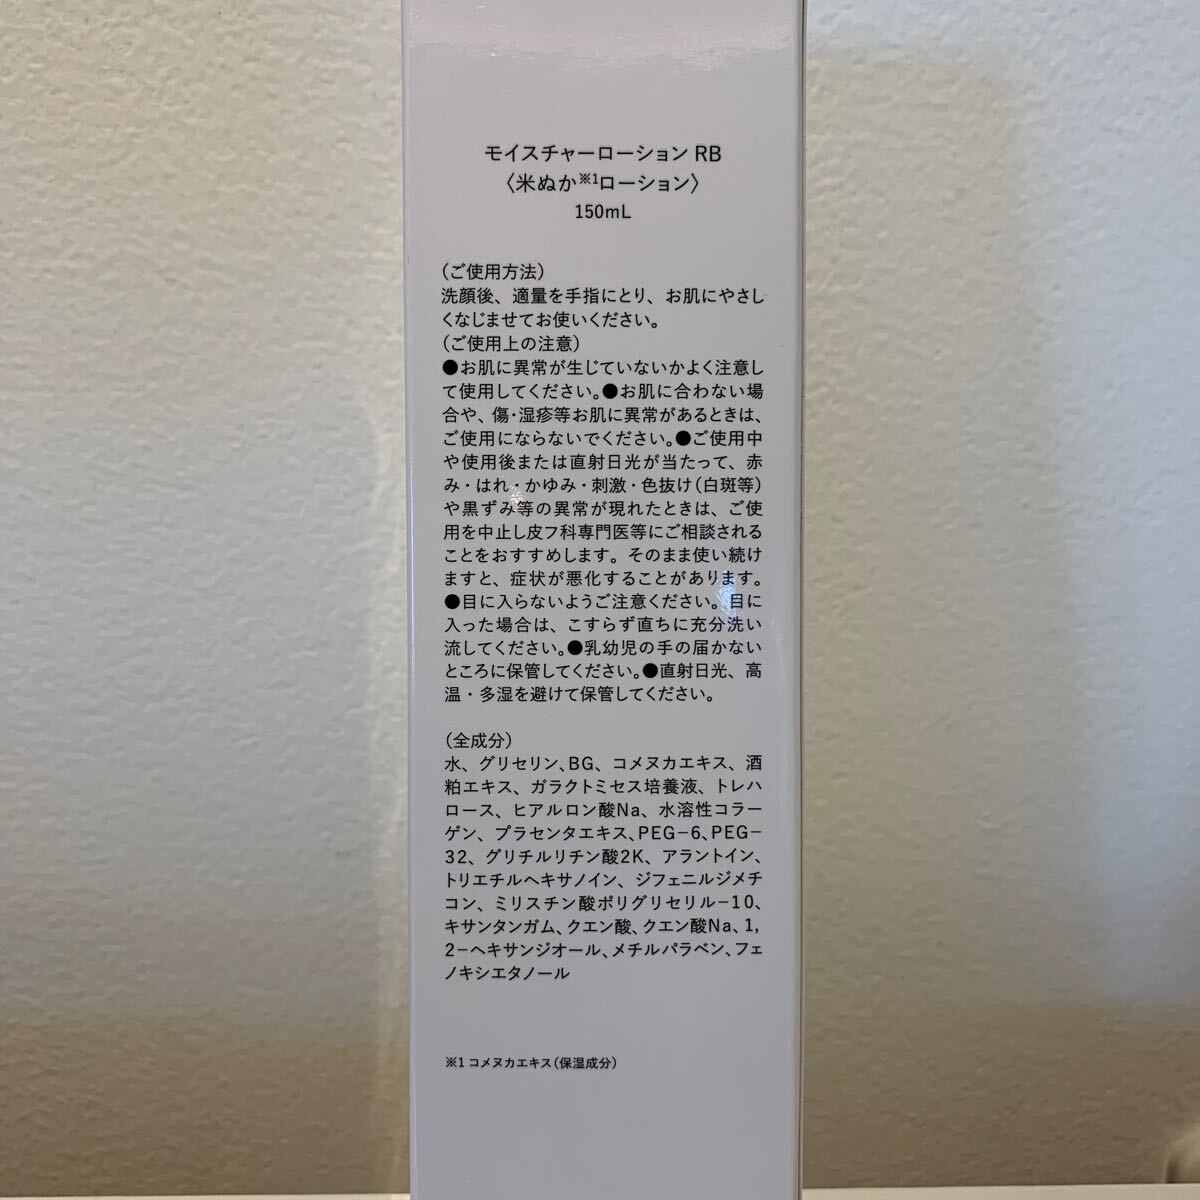 モイスチャーローション RB
〈米ぬか※1ローション〉
150mL
(ご使用方法)
洗顔後、適量を手指にとり、お肌にやさし
くなじませてお使いください。
(ご使用上の注意)
●お肌に異常が生じていないかよく注意し
て使用してください。●お肌に合わない場
合や、傷・湿疹等お肌に異常があるときは、
ご使用にならないでください。●ご使用中
や使用後または直射日光が当たって、赤
み・はれ・かゆみ・刺激・色抜け(白斑等)
や黒ずみ等の異常が現れたときは、ご使
用を中止し皮フ科専門医等にご相談される
ことをおすすめします。そのまま使い続け
ますと、症状が悪化することがあります。
●目に入らないようご注意ください。目に
入った場合は、こすらず直ちに充分洗い
流してください。●乳幼児の手の届かない
ところに保管してください。●直射日光、高
温・多湿を避けて保管してください。
(全成分)
水、グリセリン、BG、コメヌカエキス、酒
粕エキス、ガラクトミセス培養液、トレハ
ロース、ヒアルロン酸Na、水溶性コラー
ゲン、プラセンタエキス、PEG-6、PEG-
32、グリチルリチン酸2K、アラントイン、
トリエチルヘキサノイン、ジフェニルジメチ
コン、ミリスチン酸ポリグリセリル-10、
キサンタンガム、クエン酸、クエン酸Na、1,
2-ヘキサンジオール、メチルパラベン、フェ
ノキシエタノール
※1 コメヌカエキス(保湿成分)